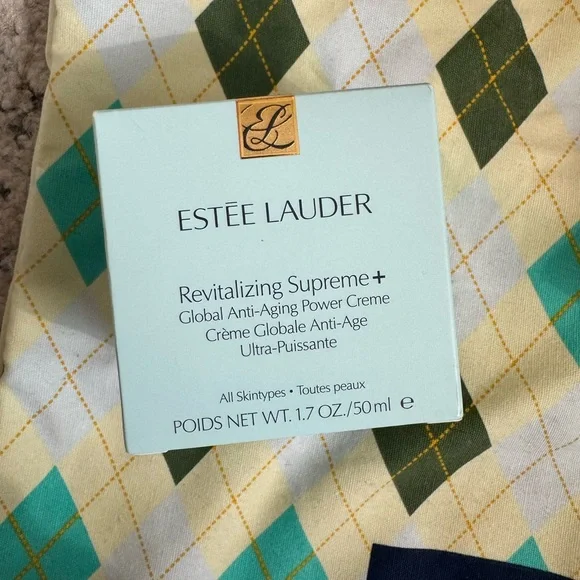 EL
ESTĒE LAUDER
Revitalizing Supreme+
Global Anti-Aging Power Creme
Crème Globale Anti-Age
Ultra-Puissante
All Skintypes • Toutes peaux
POIDS NET WT. 1.7 OZ./50 ml e